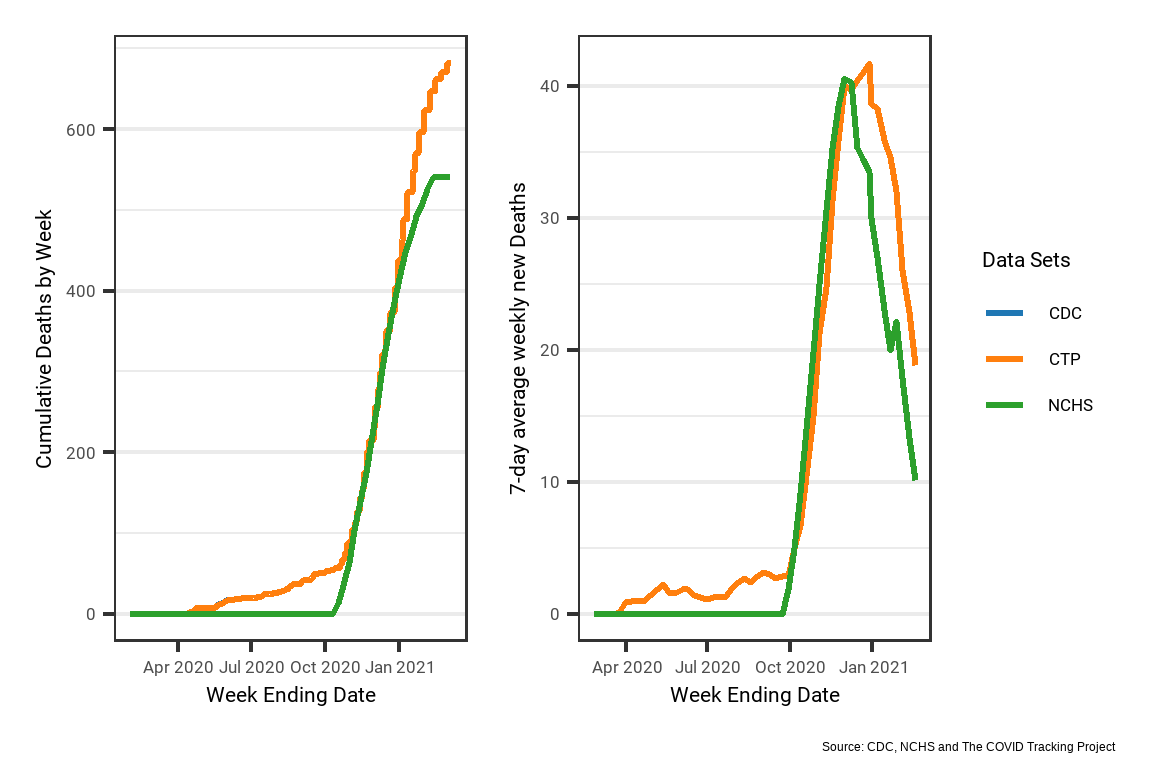 Cumulative Deaths by Week
600
400
200
0
Apr 2020 Jul 2020 Oct 2020 Jan 2021
Week Ending Date
7-day average weekly new Deaths
40
30
20
10
0
Apr 2020 Jul 2020 Oct 2020 Jan 2021
Week Ending Date
Data Sets
CDC
CTP
NCHS
Source: CDC, NCHS and The COVID Tracking Project